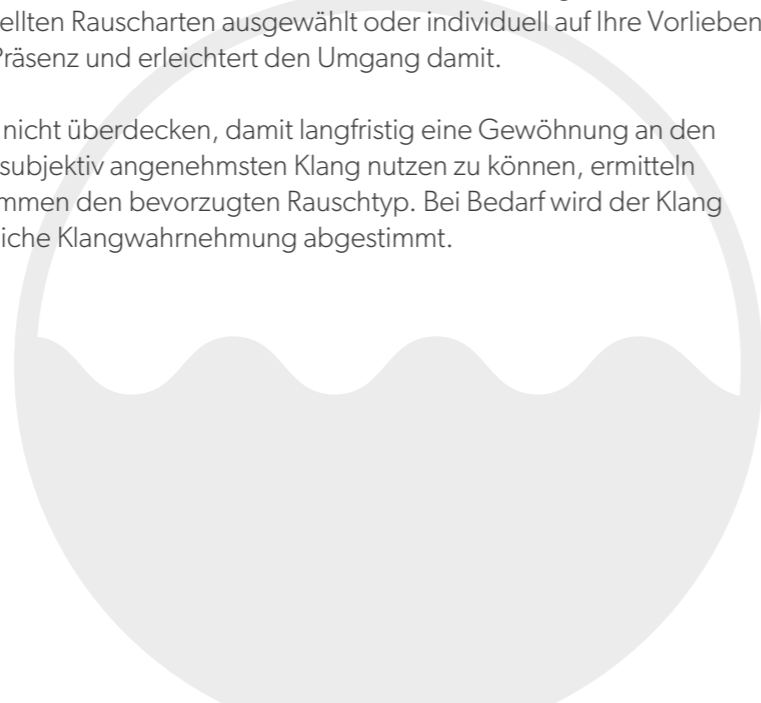 ellten Rauscharten ausgewählt oder individuell auf Ihre Vorlieben
Präsenz und erleichtert den Umgang damit.
nicht überdecken, damit langfristig eine Gewöhnung an den
subjektiv angenehmsten Klang nutzen zu können, ermitteln
mmen den bevorzugten Rauschtyp. Bei Bedarf wird der Klang
liche Klangwahrnehmung abgestimmt.